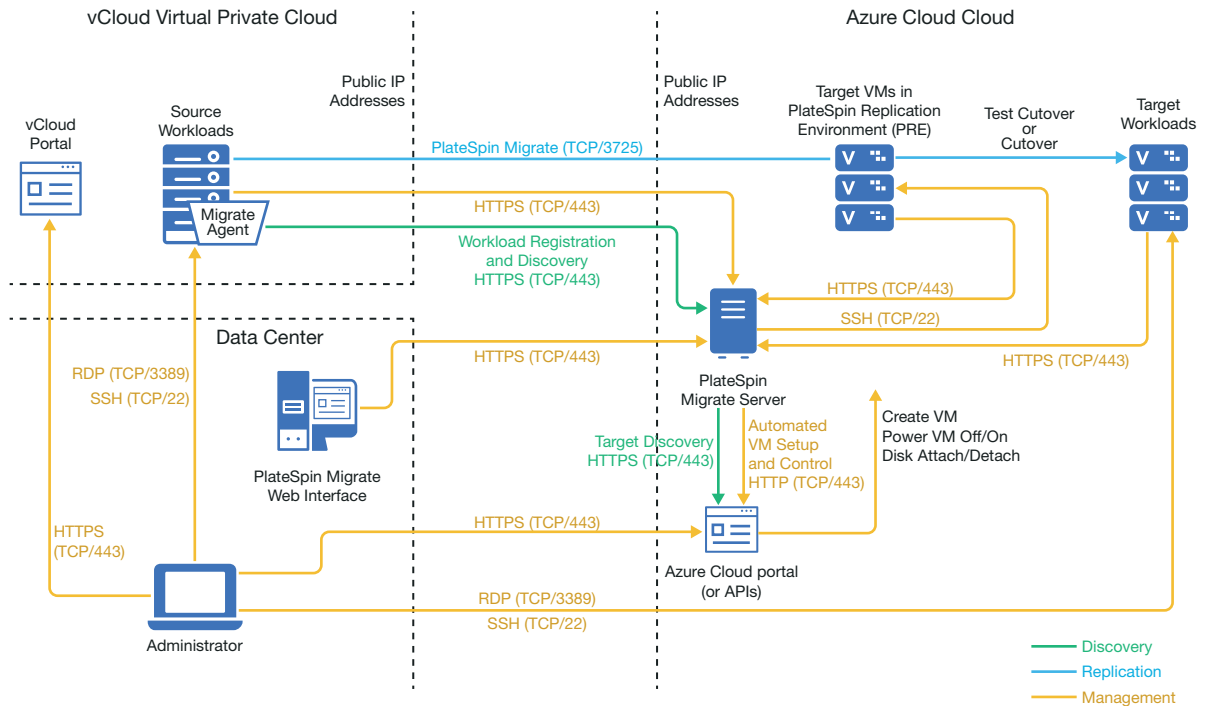 vCloud Virtual Private Cloud
Azure Cloud Cloud
Public IP
Addresses
Public IP
Addresses
vCloud
Portal
Source
Workloads
Target VMs in
PlateSpin Replication
Environment (PRE)
Test Cutover
or
Cutover
Target
Workloads
PlateSpin Migrate (TCP/3725)
V
V
V
V
V
V
HTTPS (TCP/443)
Migrate
Agent
Workload Registration
and Discovery
HTTPS (TCP/443)
HTTPS (TCP/443)
SSH (TCP/22)
HTTPS (TCP/443)
Data Center
HTTPS (TCP/443)
RDP (TCP/3389)
SSH (TCP/22)
PlateSpin
Migrate Server
Target Discovery
HTTPS (TCP/443)
Automated
VM Setup
and Control
HTTP (TCP/443)
Create VM
Power VM Off/On
Disk Attach/Detach
PlateSpin Migrate
Web Interface
HTTPS
(TCP/443)
HTTPS (TCP/443)
Azure Cloud portal
(or APIs)
RDP (TCP/3389)
SSH (TCP/22)
Administrator
Discovery
Replication
Management